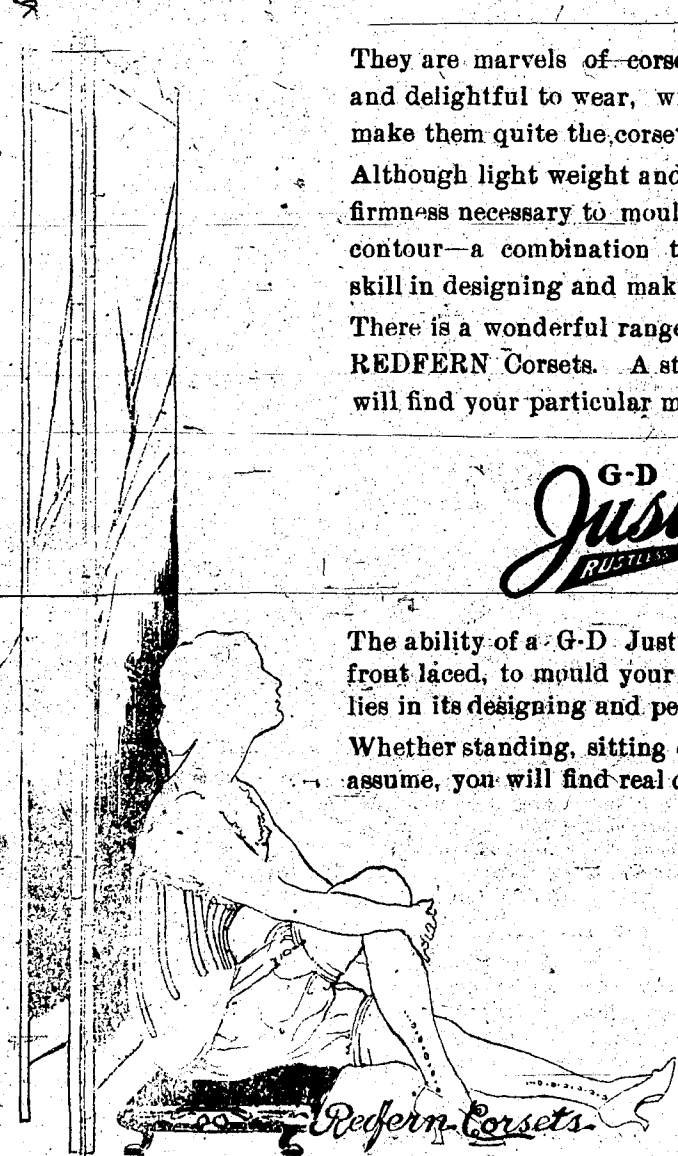 They are marvels of corse
and delightful to wear, w
make them quite the corse
Although light weight and
firmness necessary to moul
contour—a combination t
skill in designing and mak
There is a wonderful range
REDFERN Corsets. A st
will find your particular m
G-D
Jus
RUSTLESS
The ability of a G-D Just
front laced, to mould your
lies in its designing and pe
Whether standing, sitting
assume, you will find real
Redfern Corsets